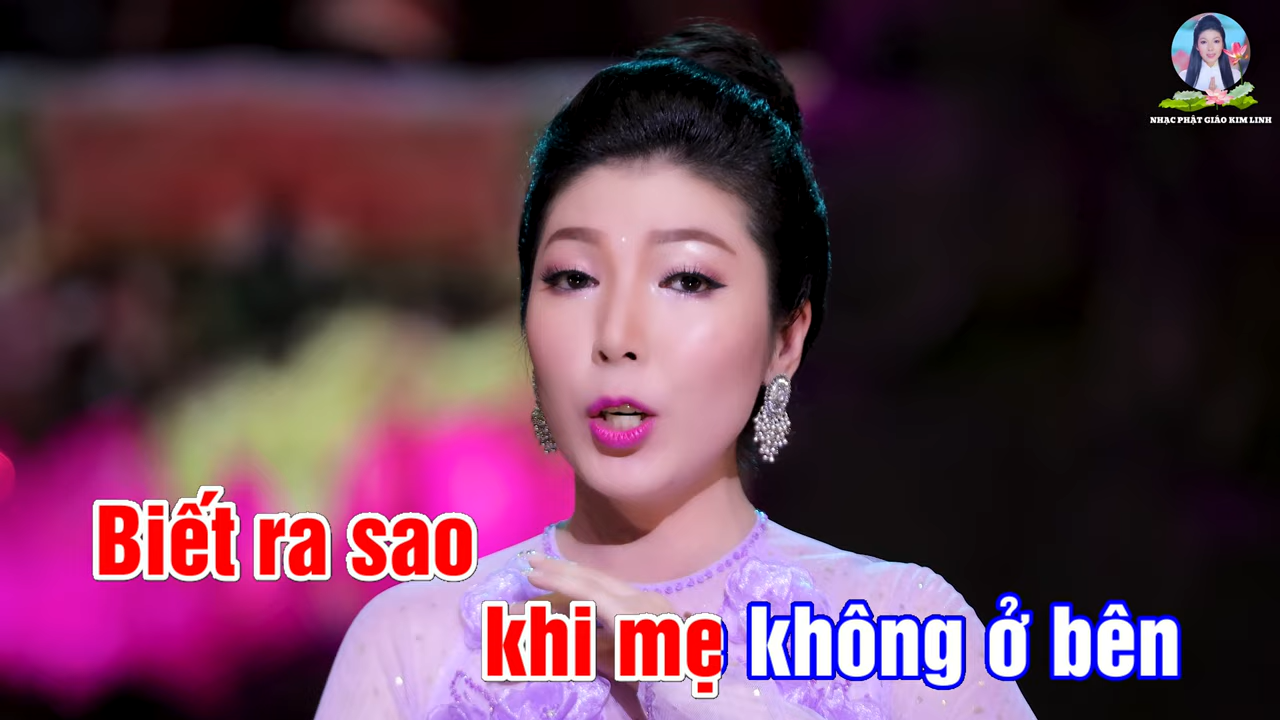 NHẠC PHẬT GIÁO KIM LINH
Biết ra sao
khi mẹ không ở bên